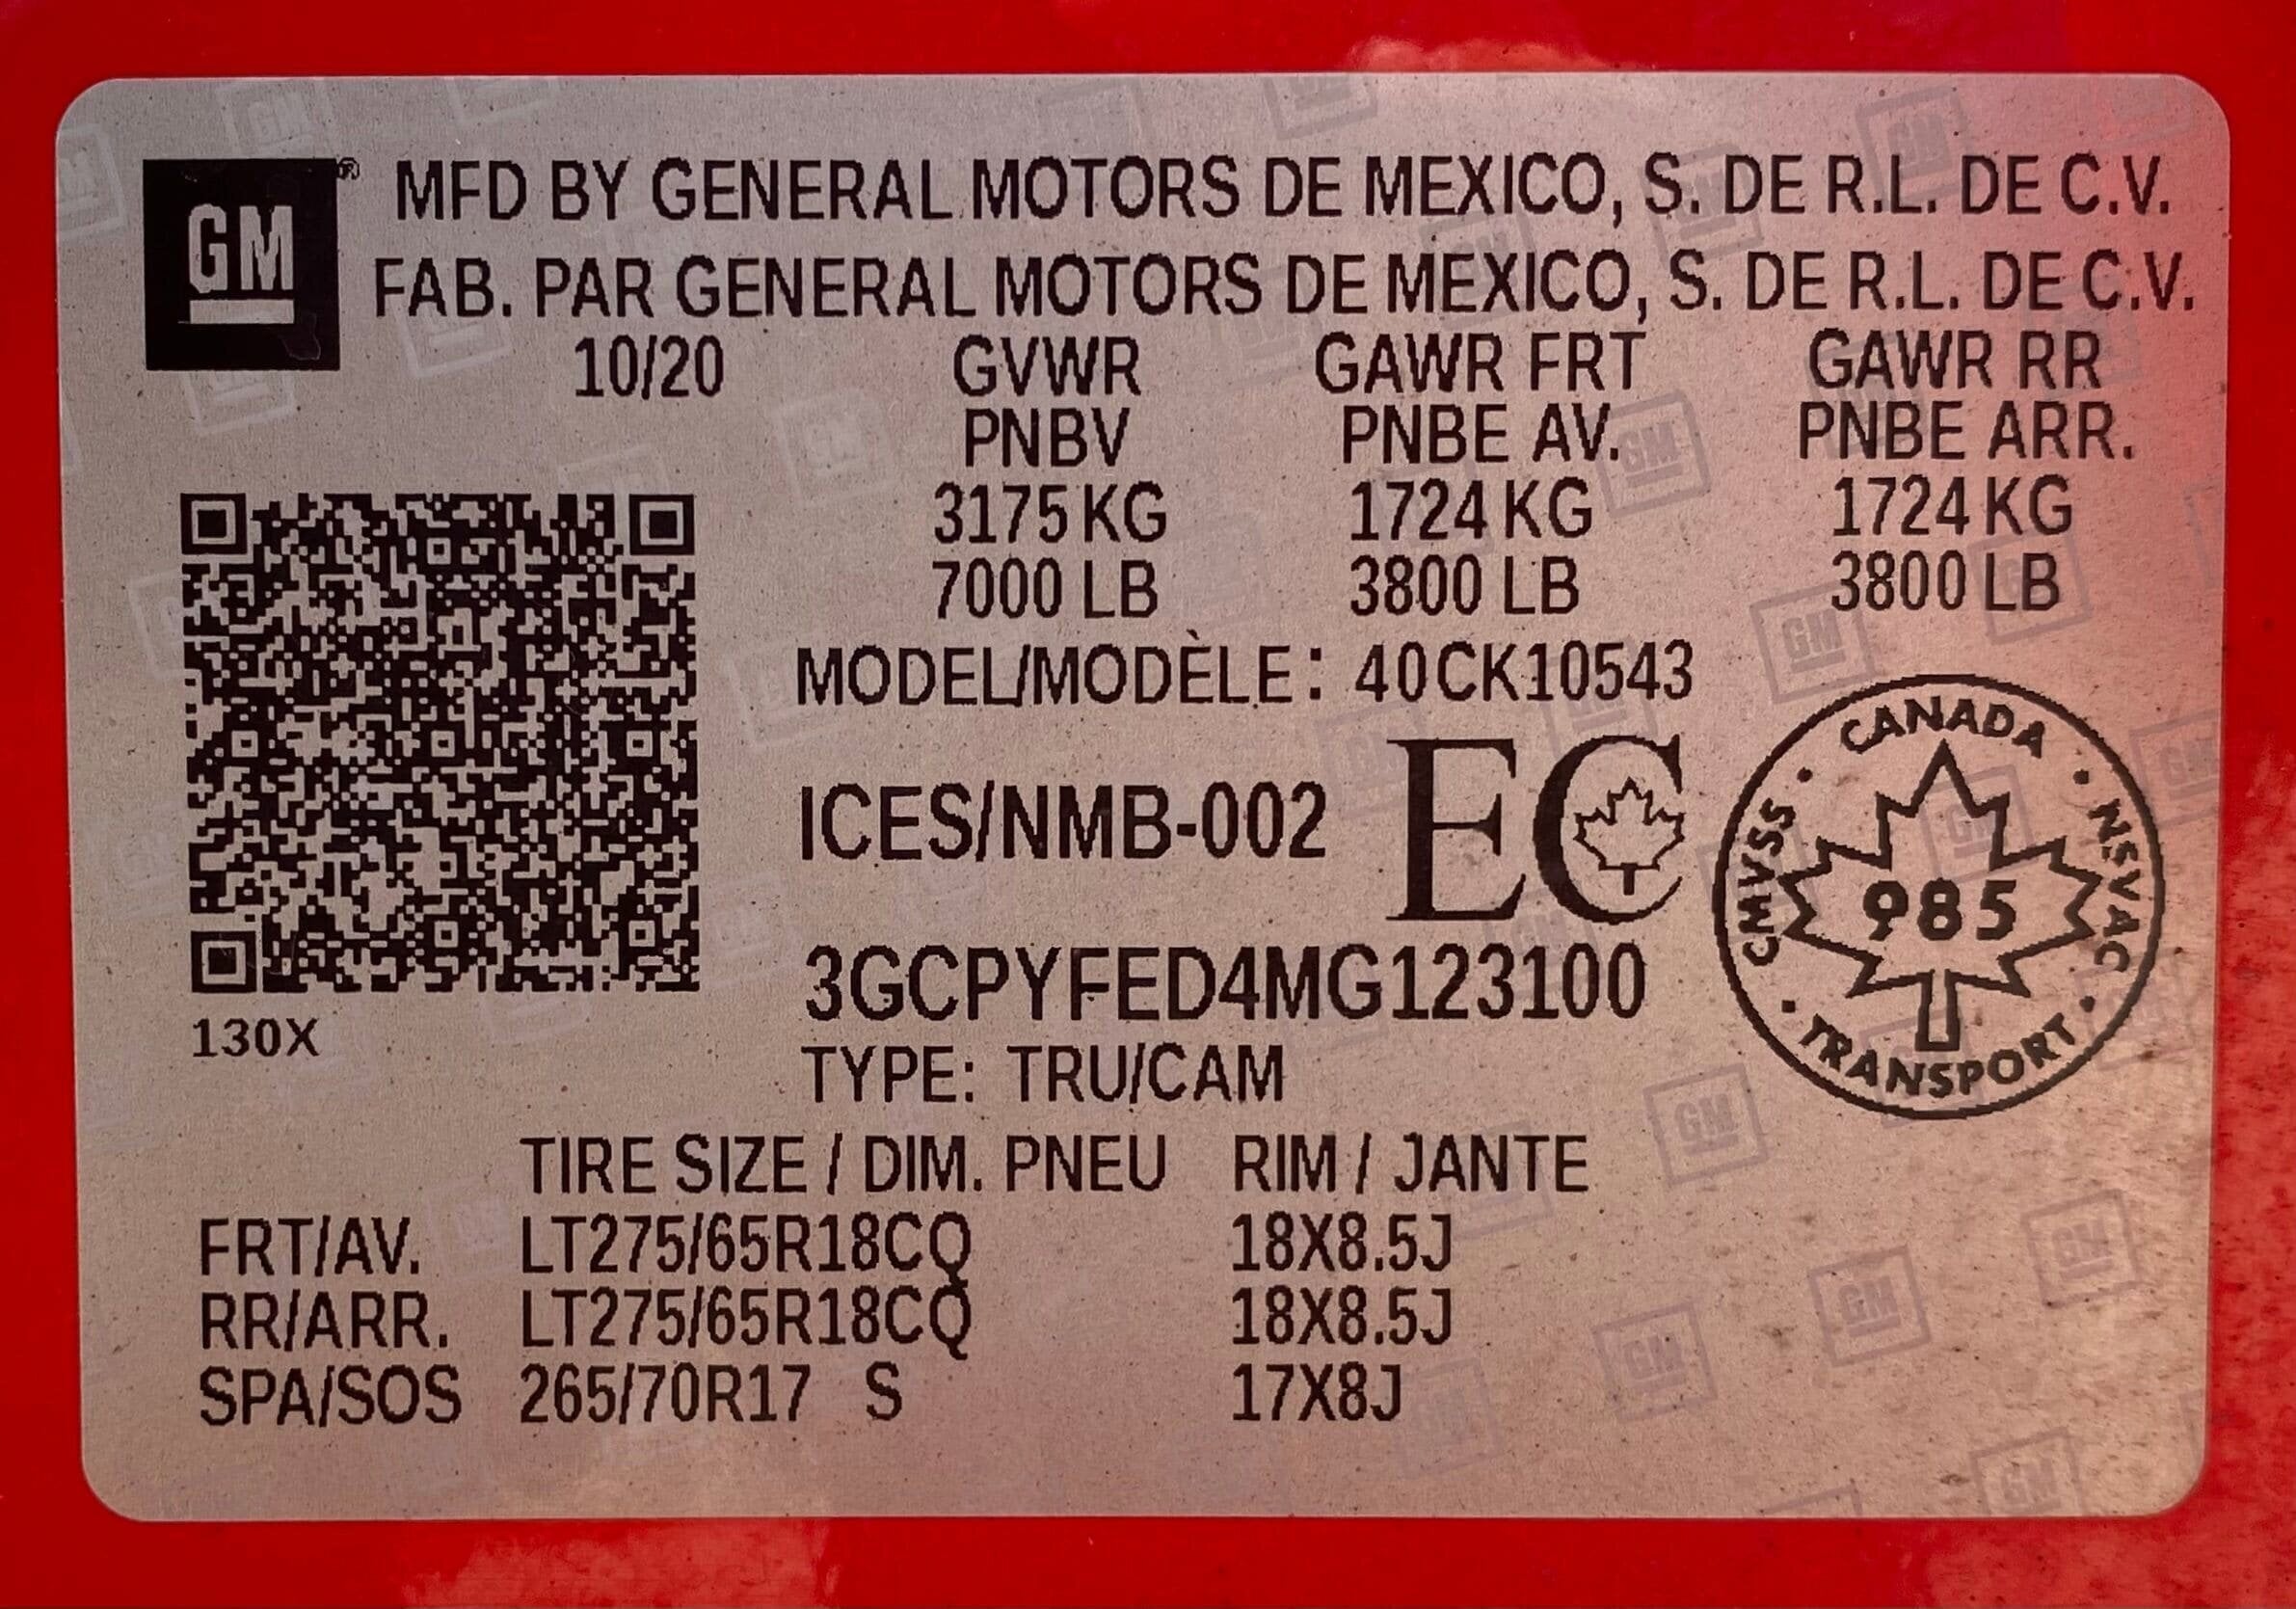 GM ® MFD BY GENERAL MOTORS DE MEXICO, S. DE R.L. DE C.V.
FAB. PAR GENERAL MOTORS DE MEXICO, S. DE R.L. DE C.V.
10/20 GVWR GAWR FRT GAWR RR
PNBV PNBE AV. PNBE ARR.
3175 KG 1724 KG 1724 KG
7000 LB 3800 LB 3800 LB
MODEL/MODÈLE: 40CK10543
ICES/NMB-002 EC
CANADA · NSVAC · TRANSPORT · CMVSS ·
985
3GCPYFED4MG123100
130X
TYPE: TRU/CAM
TIRE SIZE / DIM. PNEU RIM / JANTE
FRT/AV. LT275/65R18CQ 18X8.5J
RR/ARR. LT275/65R18CQ 18X8.5J
SPA/SOS 265/70R17 S 17X8J